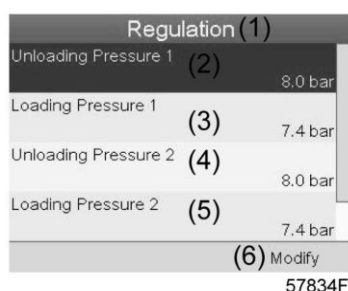 Regulation (1)
Unloading Pressure 1
(2)
8.0 bar
Loading Pressure 1
(3)
7.4 bar
Unloading Pressure 2
(4)
8.0 bar
Loading Pressure 2
(5)
7.4 bar
(6) Modify
57834F